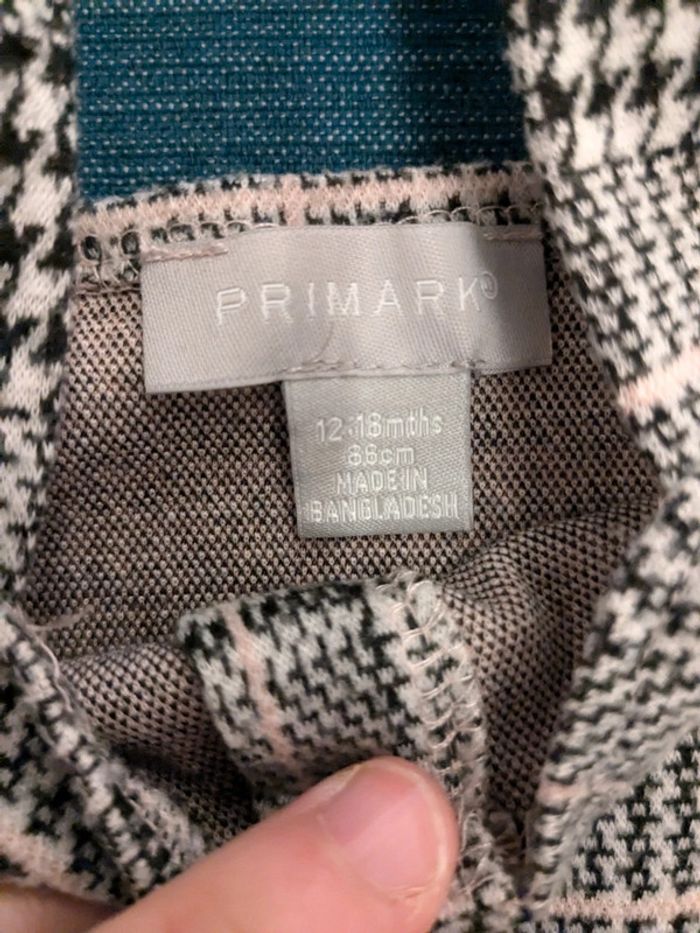 PRIMARK®
12-18mths
86cm
MADE IN
BANGLADESH